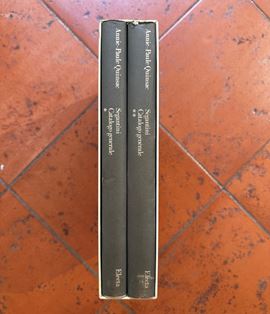 Annie-Paule Quinsac
Segantini
Catalogo generale
*
Electa
Annie-Paule Quinsac
Segantini
Catalogo generale
**
Electa